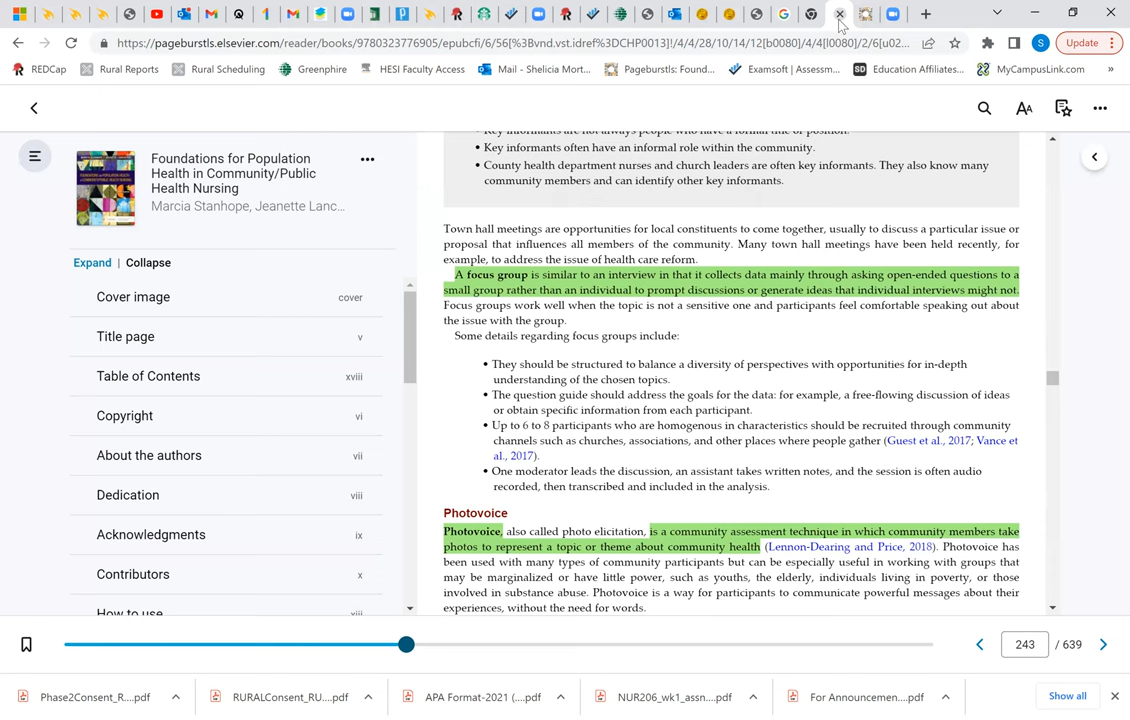 https://pageburstls.elsevier.com/reader/books/9780323776905/epubcfi/6/56[%3Bvnd.vst.idref%3DCHP0013]!/4/4/28/10/14/12[b0080]/4/4[l0080]/2/6[u02...
S
Update
REDCap
Rural Reports
Rural Scheduling
Greenphire
HESI Faculty Access
Mail - Shelicia Mort...
Pageburstls: Found...
Examsoft | Assessm...
SD
Education Affiliates...
MyCampusLink.com
»
AA
Foundations for Population
Health in Community/Public
Health Nursing
Marcia Stanhope, Jeanette Lanc...
Expand | Collapse
Cover image cover
Title page v
Table of Contents xviii
Copyright vi
About the authors vii
Dedication viii
Acknowledgments ix
Contributors x
How to use xiii
• Key informants are not always people who have a formal title or position.
• Key informants often have an informal role within the community.
• County health department nurses and church leaders are often key informants. They also know many
community members and can identify other key informants.
Town hall meetings are opportunities for local constituents to come together, usually to discuss a particular issue or
proposal that influences all members of the community. Many town hall meetings have been held recently, for
example, to address the issue of health care reform.
A focus group is similar to an interview in that it collects data mainly through asking open-ended questions to a
small group rather than an individual to prompt discussions or generate ideas that individual interviews might not.
Focus groups work well when the topic is not a sensitive one and participants feel comfortable speaking out about
the issue with the group.
Some details regarding focus groups include:
• They should be structured to balance a diversity of perspectives with opportunities for in-depth
understanding of the chosen topics.
• The question guide should address the goals for the data: for example, a free-flowing discussion of ideas
or obtain specific information from each participant.
• Up to 6 to 8 participants who are homogenous in characteristics should be recruited through community
channels such as churches, associations, and other places where people gather (Guest et al., 2017; Vance et
al., 2017).
• One moderator leads the discussion, an assistant takes written notes, and the session is often audio
recorded, then transcribed and included in the analysis.
Photovoice
Photovoice, also called photo elicitation, is a community assessment technique in which community members take
photos to represent a topic or theme about community health (Lennon-Dearing and Price, 2018). Photovoice has
been used with many types of community participants but can be especially useful in working with groups that
may be marginalized or have little power, such as youths, the elderly, individuals living in poverty, or those
involved in substance abuse. Photovoice is a way for participants to communicate powerful messages about their
experiences, without the need for words.
243 / 639
Phase2Consent_R....pdf
RURALConsent_RU....pdf
APA Format-2021 (....pdf
NUR206_wk1_assn....pdf
For Announcemen....pdf
Show all